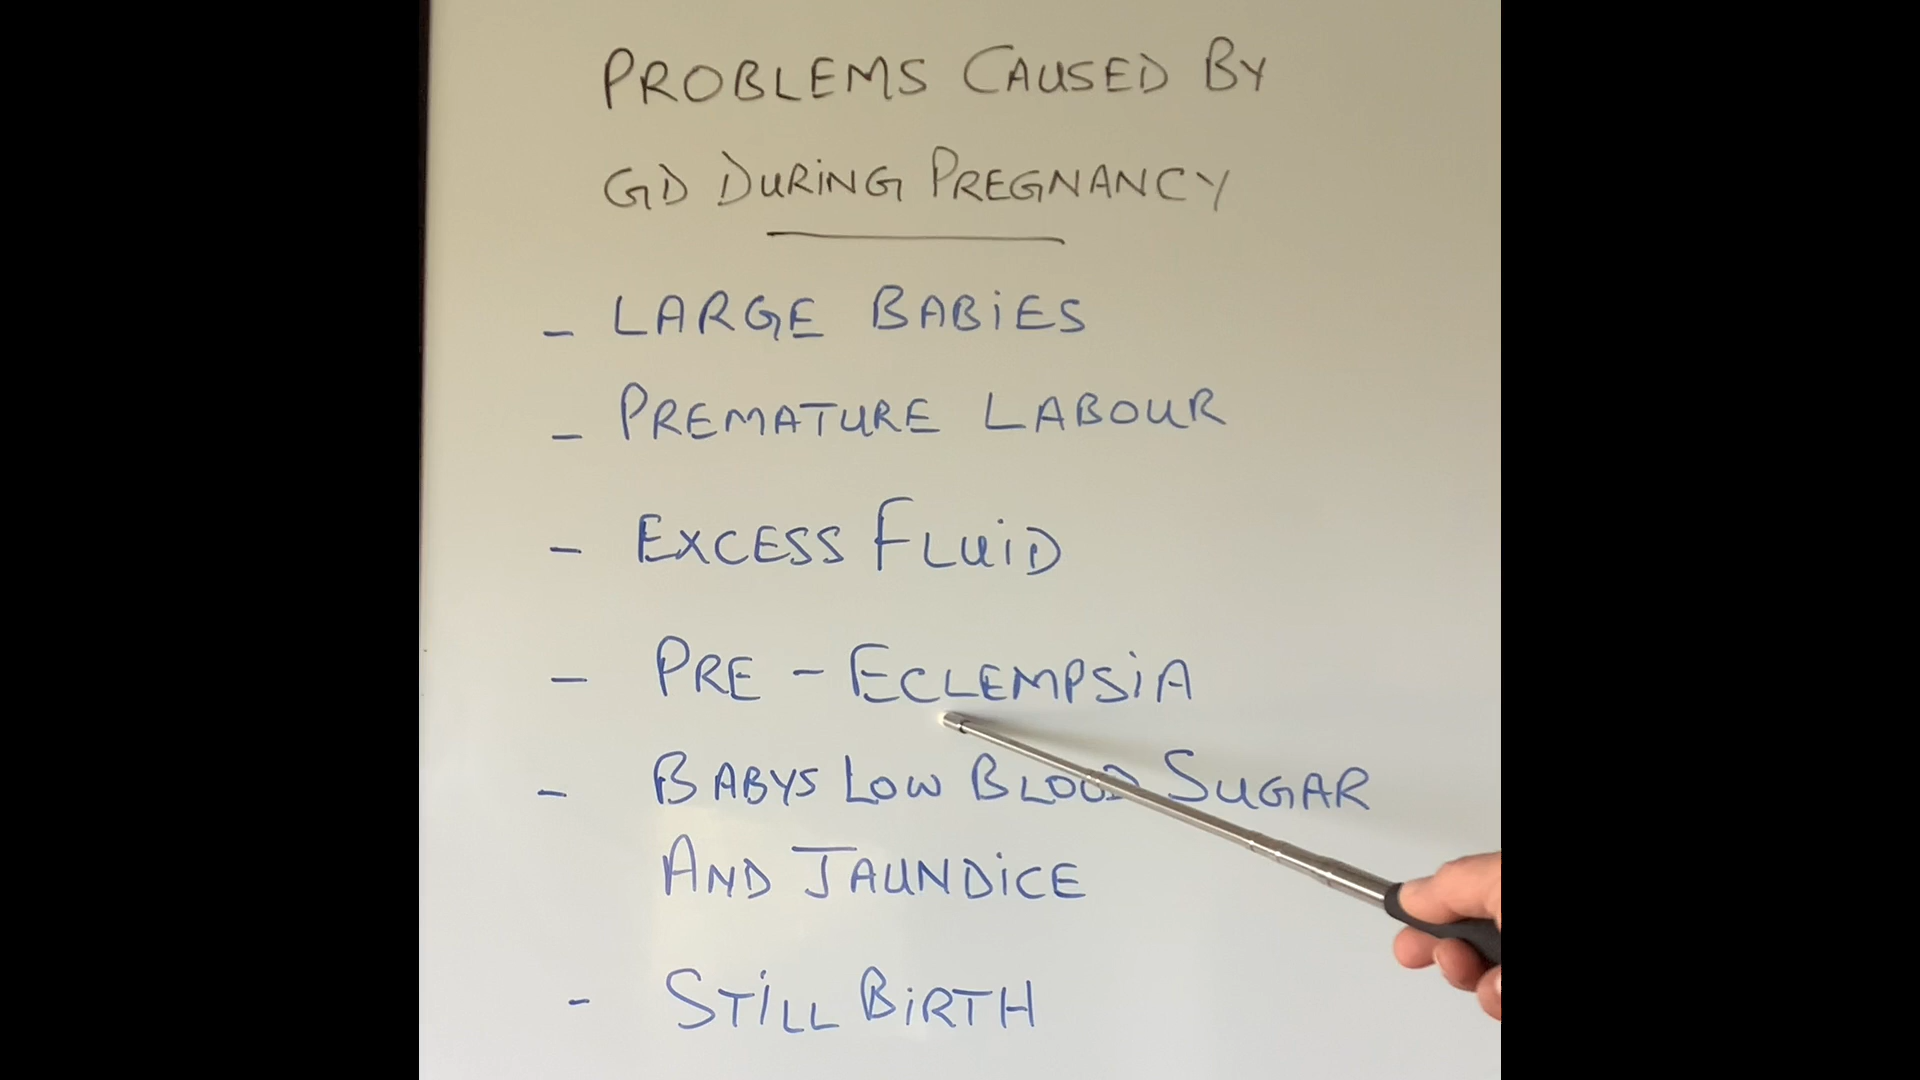 PROBLEMS CAUSED BY
GD DURING PREGNANCY
- LARGE BABIES
- PREMATURE LABOUR
- EXCESS FLUID
- PRE - ECLEMPSIA
- BABYS LOW BLOOD SUGAR
AND JAUNDICE
- STILL BIRTH